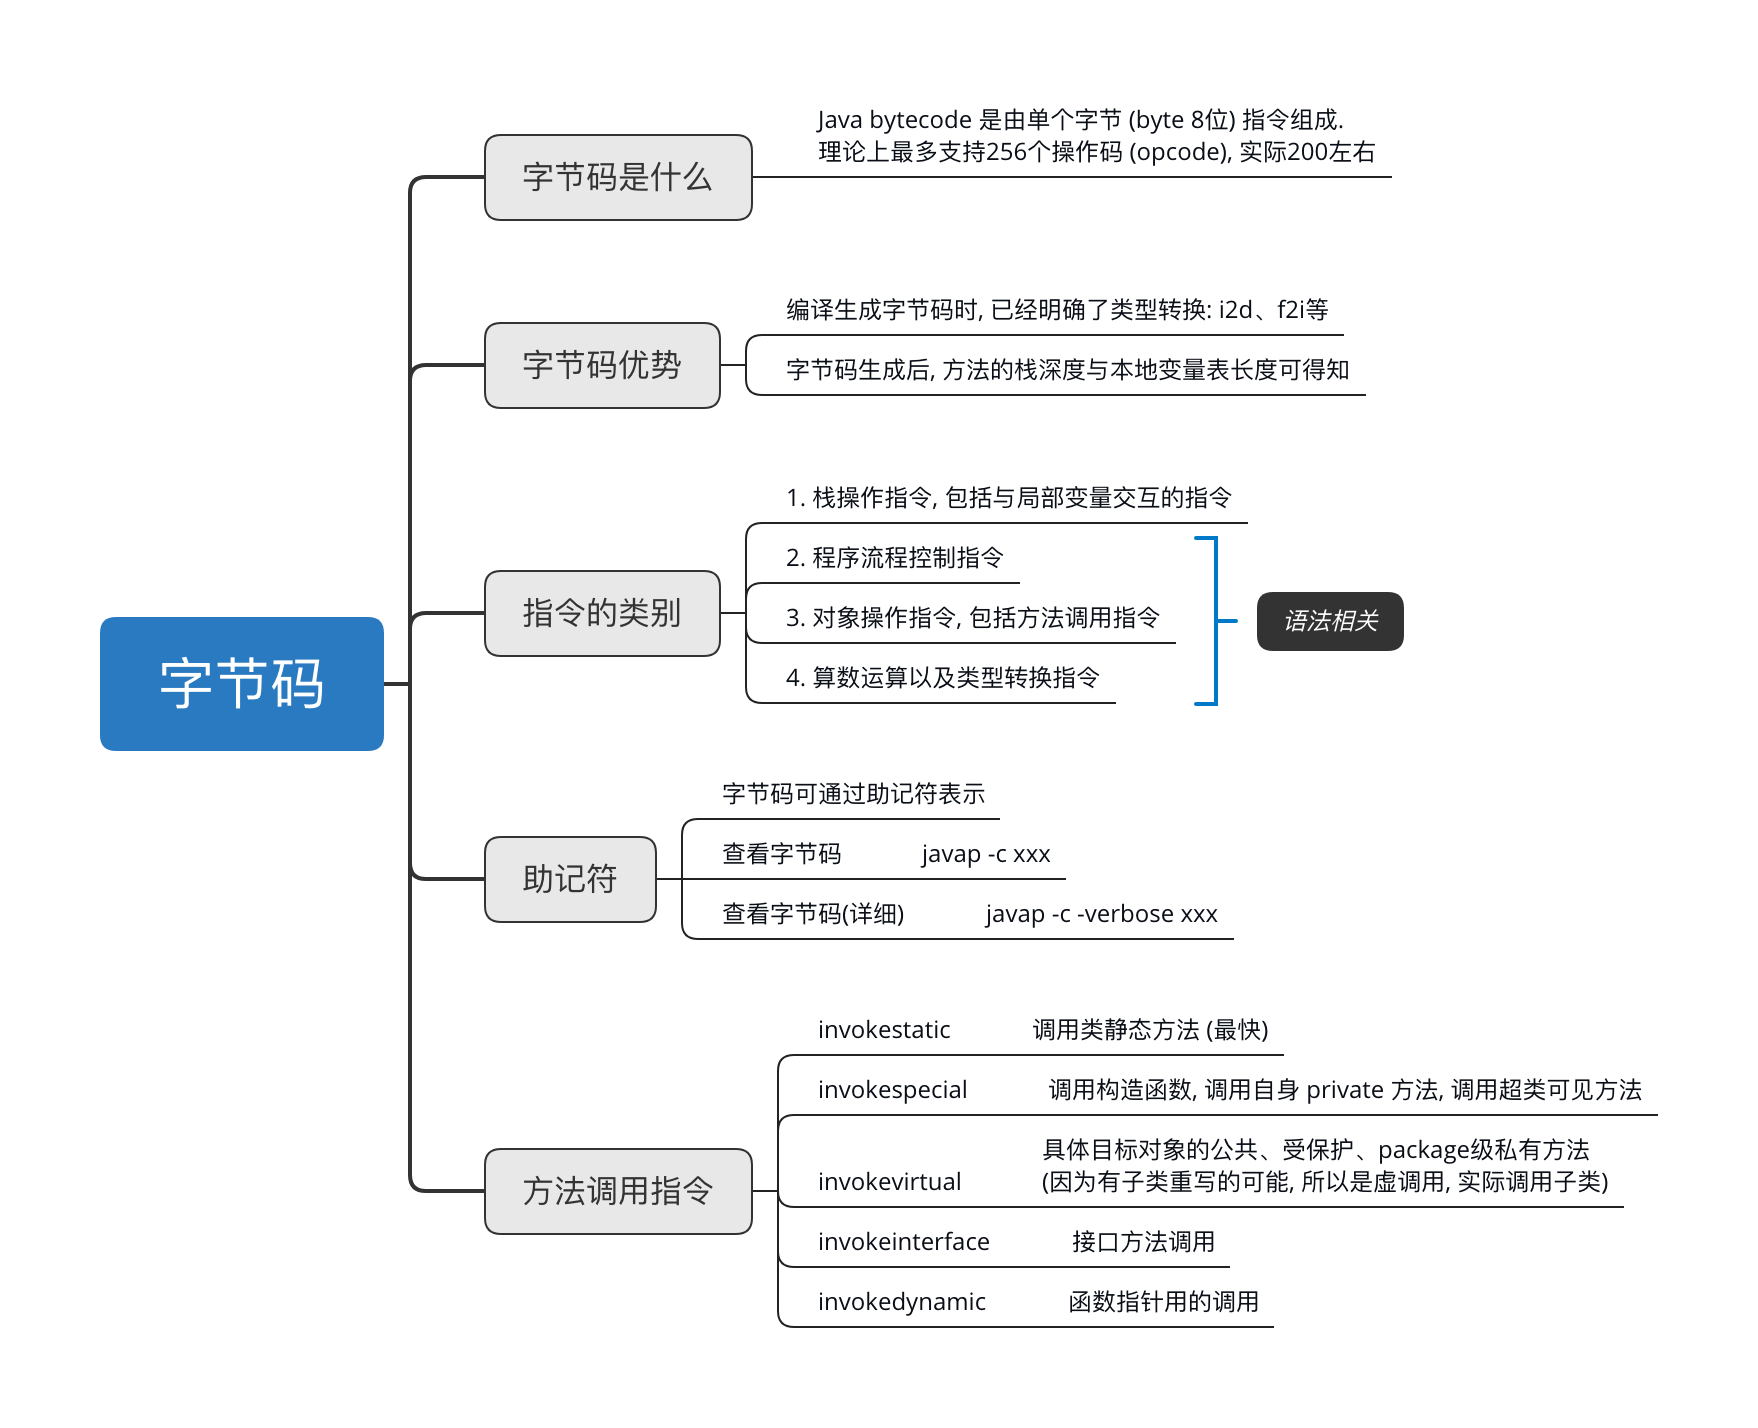 字节码
字节码是什么
Java bytecode 是由单个字节 (byte 8位) 指令组成.
理论上最多支持256个操作码 (opcode), 实际200左右
字节码优势
编译生成字节码时, 已经明确了类型转换: i2d、f2i等
字节码生成后, 方法的栈深度与本地变量表长度可得知
指令的类别
1. 栈操作指令, 包括与局部变量交互的指令
2. 程序流程控制指令
3. 对象操作指令, 包括方法调用指令
4. 算数运算以及类型转换指令
语法相关
助记符
字节码可通过助记符表示
查看字节码 javap -c xxx
查看字节码(详细) javap -c -verbose xxx
方法调用指令
invokestatic 调用类静态方法 (最快)
invokespecial 调用构造函数, 调用自身 private 方法, 调用超类可见方法
invokevirtual
具体目标对象的公共、受保护、package级私有方法
(因为有子类重写的可能, 所以是虚调用, 实际调用子类)
invokeinterface 接口方法调用
invokedynamic 函数指针用的调用